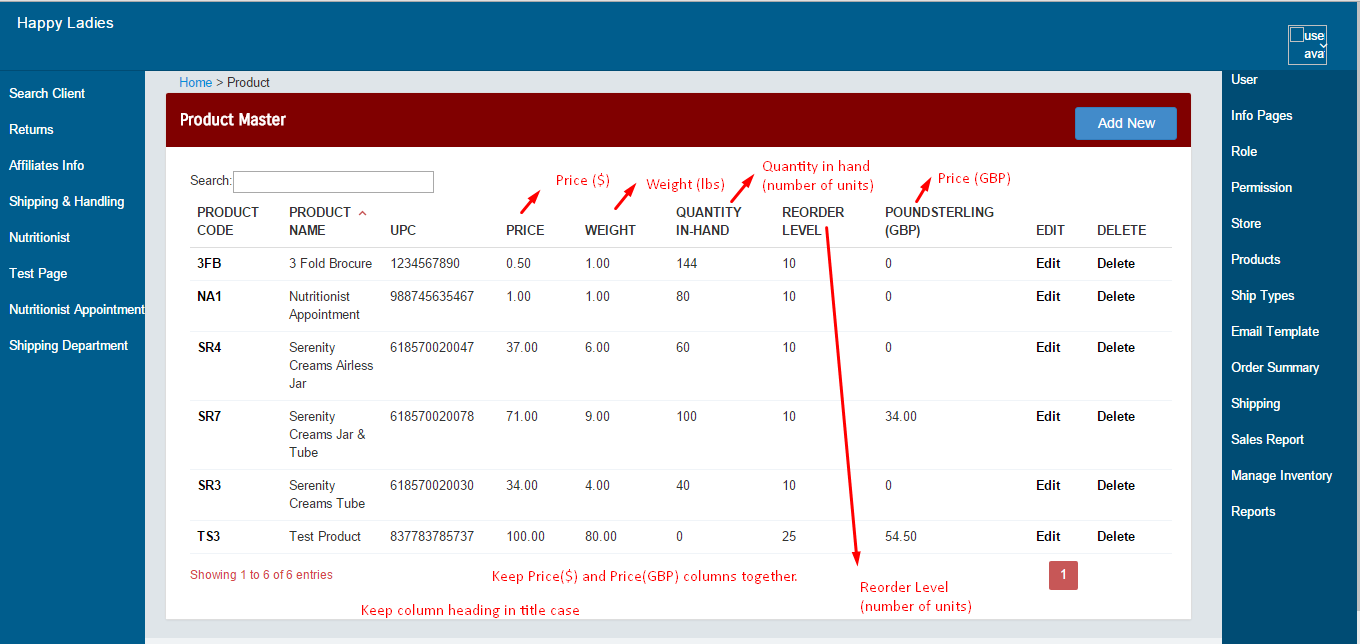 Happy Ladies
use
ava
Search Client
Returns
Affiliates Info
Shipping & Handling
Nutritionist
Test Page
Nutritionist Appointment
Shipping Department
Home > Product
Product Master
Add New
Search:
Price ($)
Weight (lbs)
Quantity in hand
(number of units)
Price (GBP)
PRODUCT CODE PRODUCT NAME UPC PRICE WEIGHT QUANTITY IN-HAND REORDER LEVEL POUNDSTERLING (GBP) EDIT DELETE
3FB 3 Fold Brocure 1234567890 0.50 1.00 144 10 0 Edit Delete
NA1 Nutritionist Appointment 988745635467 1.00 1.00 80 10 0 Edit Delete
SR4 Serenity Creams Airless Jar 618570020047 37.00 6.00 60 10 0 Edit Delete
SR7 Serenity Creams Jar & Tube 618570020078 71.00 9.00 100 10 34.00 Edit Delete
SR3 Serenity Creams Tube 618570020030 34.00 4.00 40 10 0 Edit Delete
TS3 Test Product 837783785737 100.00 80.00 0 25 54.50 Edit Delete
Showing 1 to 6 of 6 entries
Keep Price($) and Price(GBP) columns together.
1
Reorder Level
(number of units)
Keep column heading in title case
User
Info Pages
Role
Permission
Store
Products
Ship Types
Email Template
Order Summary
Shipping
Sales Report
Manage Inventory
Reports